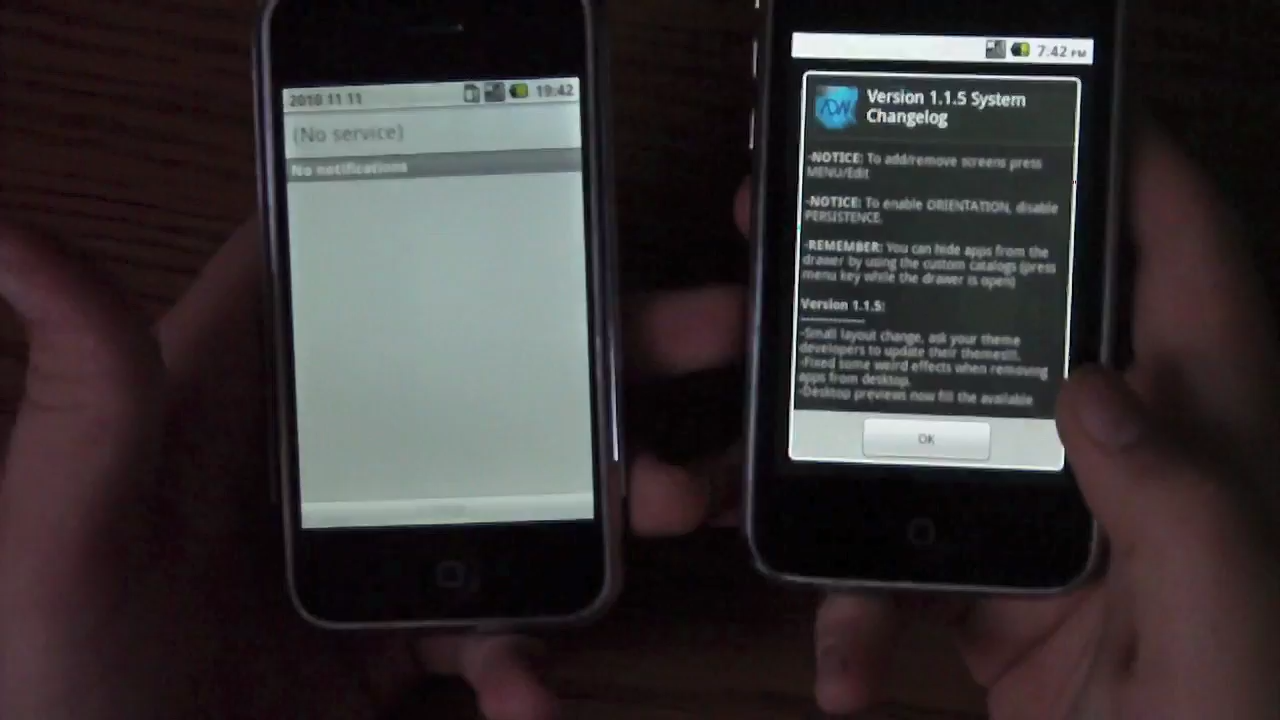 2010 11 11 19:42
(No service)
No notifications
7:42 PM
ADW
Version 1.1.5 System
Changelog
-NOTICE: To add/remove screens press
MENU/Edit
-NOTICE: To enable ORIENTATION, disable
PERSISTENCE.
-REMEMBER: You can hide apps from the
drawer by using the custom catalogs (press
menu key while the drawer is open)
Version 1.1.5:
-Small layout change, ask your theme
developers to update their themes!!!.
-Fixed some weird effects when removing
apps from desktop.
-Desktop previews now fill the available
OK